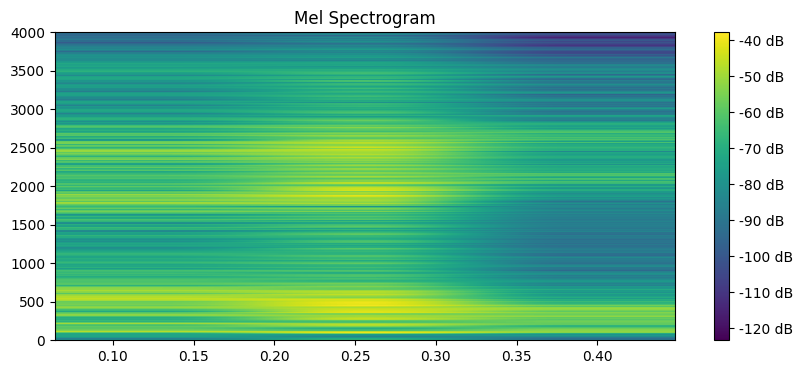 Mel Spectrogram
4000
3500
3000
2500
2000
1500
1000
500
0
0.10 0.15 0.20 0.25 0.30 0.35 0.40
-40 dB
-50 dB
-60 dB
-70 dB
-80 dB
-90 dB
-100 dB
-110 dB
-120 dB